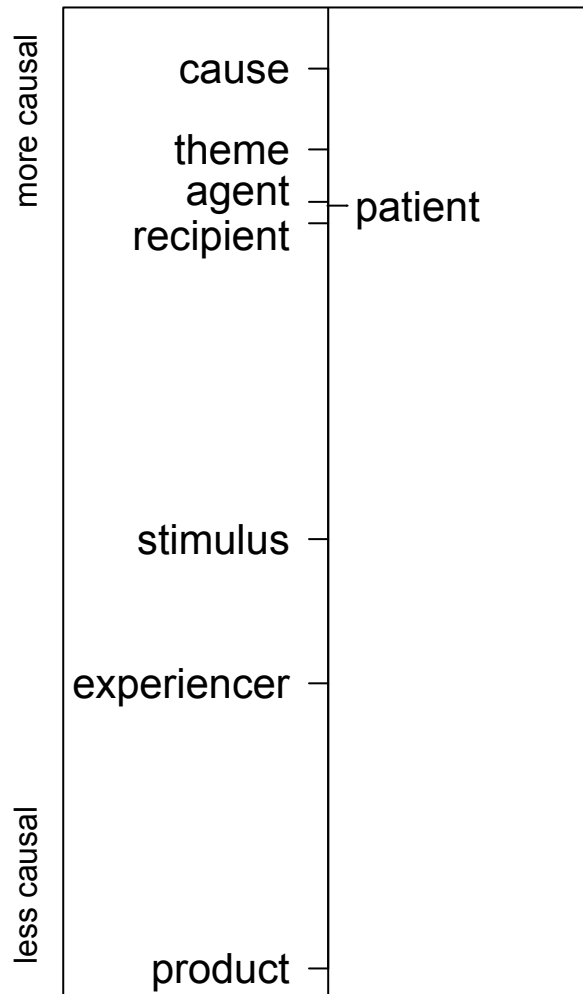 more causal
cause
theme
agent
patient
recipient
stimulus
experiencer
less causal
product